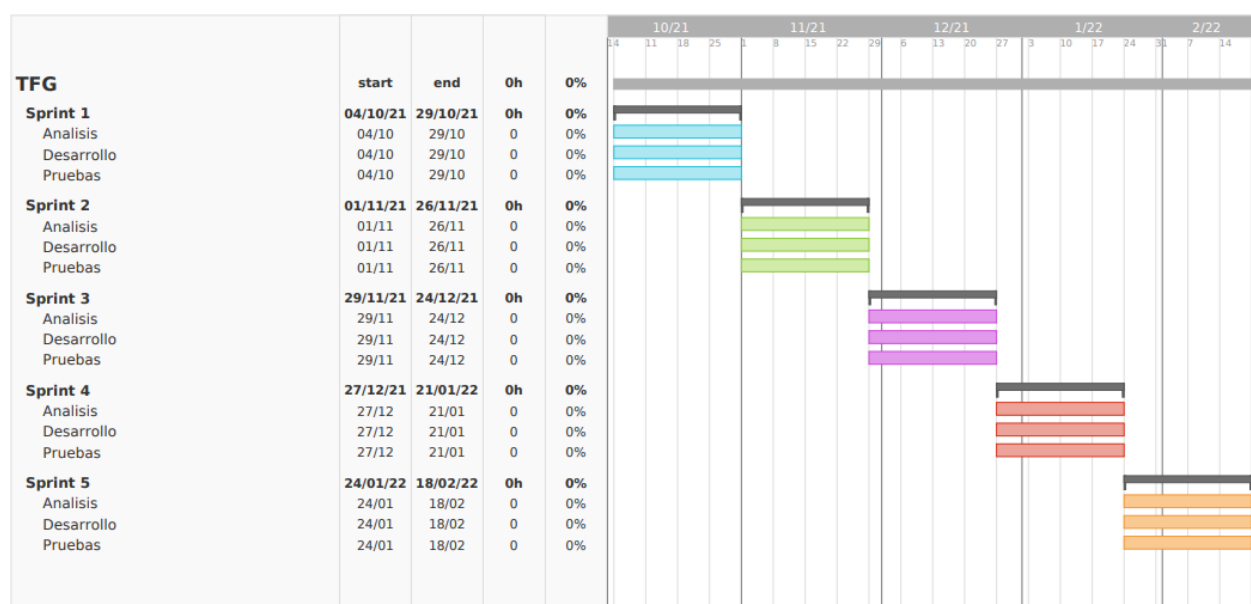 10/21 11/21 12/21 1/22 2/22
14 11 18 25 1 8 15 22 29 6 13 20 27 3 10 17 24 31 7 14
TFG start end 0h 0%
Sprint 1 04/10/21 29/10/21 0h 0%
Analisis 04/10 29/10 0 0%
Desarrollo 04/10 29/10 0 0%
Pruebas 04/10 29/10 0 0%
Sprint 2 01/11/21 26/11/21 0h 0%
Analisis 01/11 26/11 0 0%
Desarrollo 01/11 26/11 0 0%
Pruebas 01/11 26/11 0 0%
Sprint 3 29/11/21 24/12/21 0h 0%
Analisis 29/11 24/12 0 0%
Desarrollo 29/11 24/12 0 0%
Pruebas 29/11 24/12 0 0%
Sprint 4 27/12/21 21/01/22 0h 0%
Analisis 27/12 21/01 0 0%
Desarrollo 27/12 21/01 0 0%
Pruebas 27/12 21/01 0 0%
Sprint 5 24/01/22 18/02/22 0h 0%
Analisis 24/01 18/02 0 0%
Desarrollo 24/01 18/02 0 0%
Pruebas 24/01 18/02 0 0%